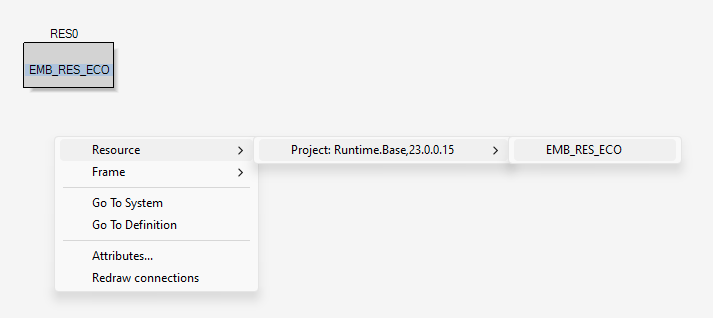 RES0
EMB_RES_ECO
Resource
Project: Runtime.Base,23.0.0.15
EMB_RES_ECO
Frame
Go To System
Go To Definition
Attributes...
Redraw connections